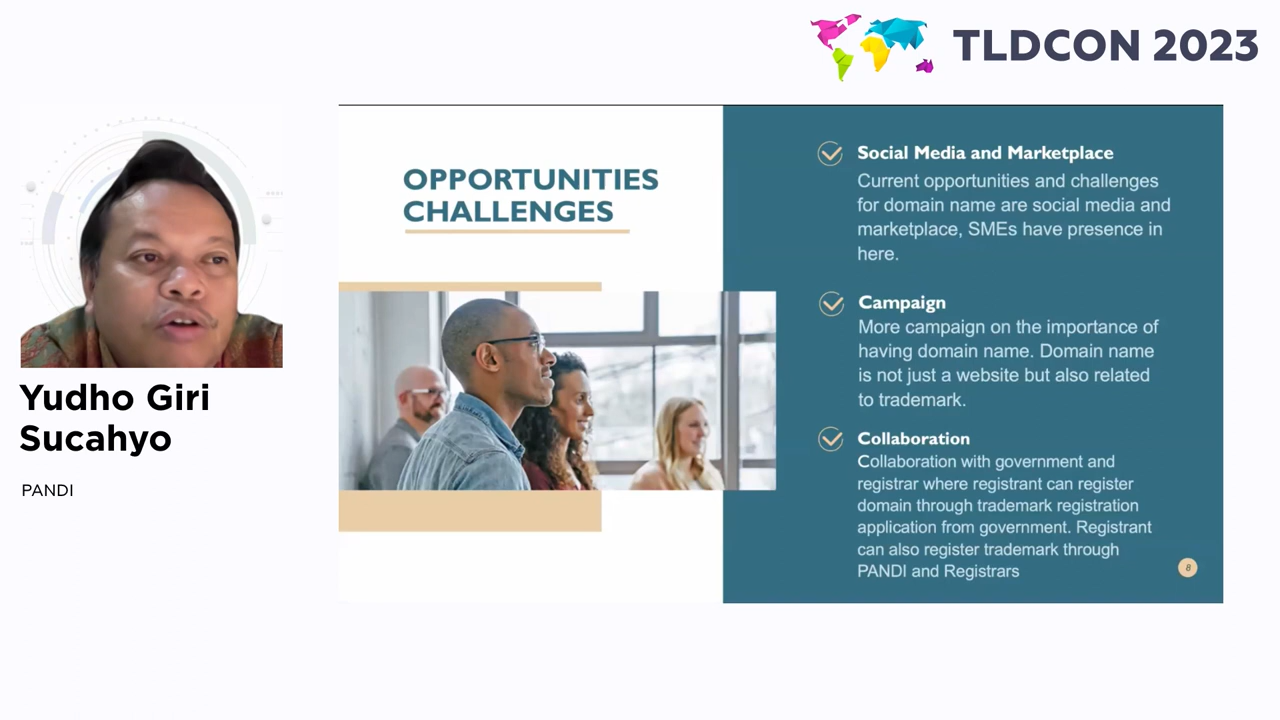 TLDCON 2023
Yudho Giri
Sucahyo
PANDI
OPPORTUNITIES
CHALLENGES
Social Media and Marketplace
Current opportunities and challenges
for domain name are social media and
marketplace, SMEs have presence in
here.
Campaign
More campaign on the importance of
having domain name. Domain name
is not just a website but also related
to trademark.
Collaboration
Collaboration with government and
registrar where registrant can register
domain through trademark registration
application from government. Registrant
can also register trademark through
PANDI and Registrars
8